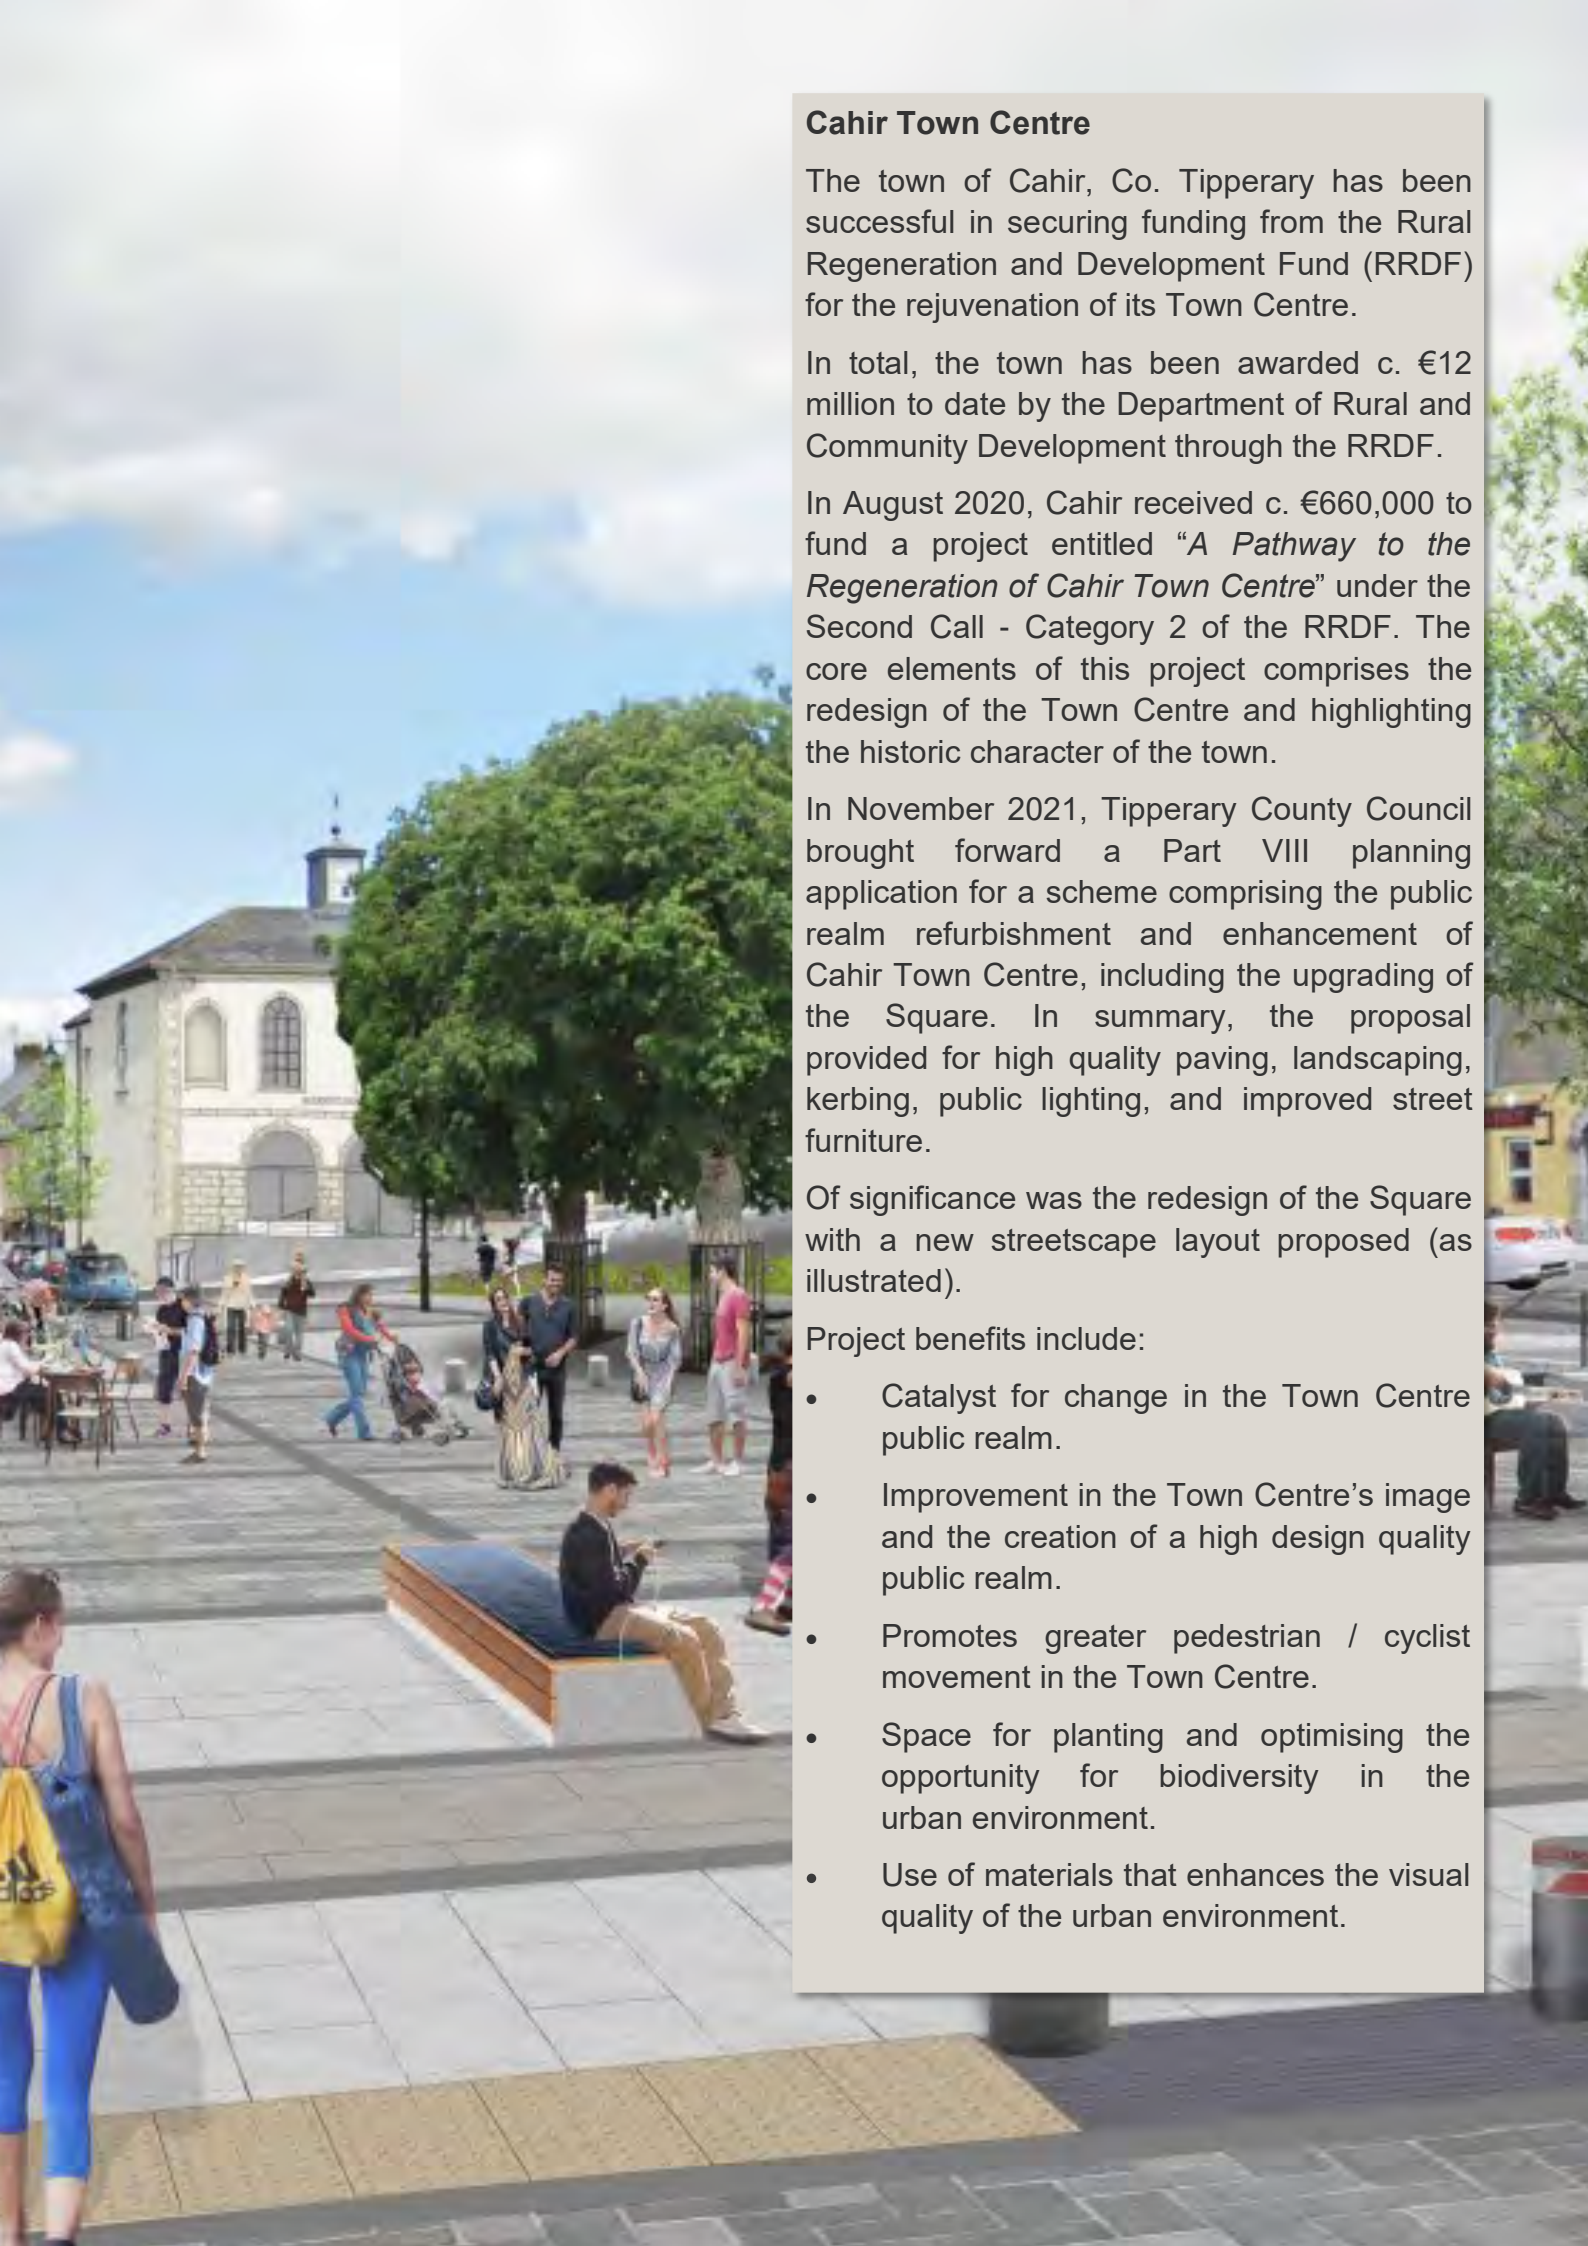 Cahir Town Centre
The town of Cahir, Co. Tipperary has been
successful in securing funding from the Rural
Regeneration and Development Fund (RRDF)
for the rejuvenation of its Town Centre.
In total, the town has been awarded c. €12
million to date by the Department of Rural and
Community Development through the RRDF.
In August 2020, Cahir received c. €660,000 to
fund a project entitled “A Pathway to the
Regeneration of Cahir Town Centre” under the
Second Call - Category 2 of the RRDF. The
core elements of this project comprises the
redesign of the Town Centre and highlighting
the historic character of the town.
In November 2021, Tipperary County Council
brought forward a Part VIII planning
application for a scheme comprising the public
realm refurbishment and enhancement of
Cahir Town Centre, including the upgrading of
the Square. In summary, the proposal
provided for high quality paving, landscaping,
kerbing, public lighting, and improved street
furniture.
Of significance was the redesign of the Square
with a new streetscape layout proposed (as
illustrated).
Project benefits include:
• Catalyst for change in the Town Centre
public realm.
• Improvement in the Town Centre’s image
and the creation of a high design quality
public realm.
• Promotes greater pedestrian / cyclist
movement in the Town Centre.
• Space for planting and optimising the
opportunity for biodiversity in the
urban environment.
• Use of materials that enhances the visual
quality of the urban environment.